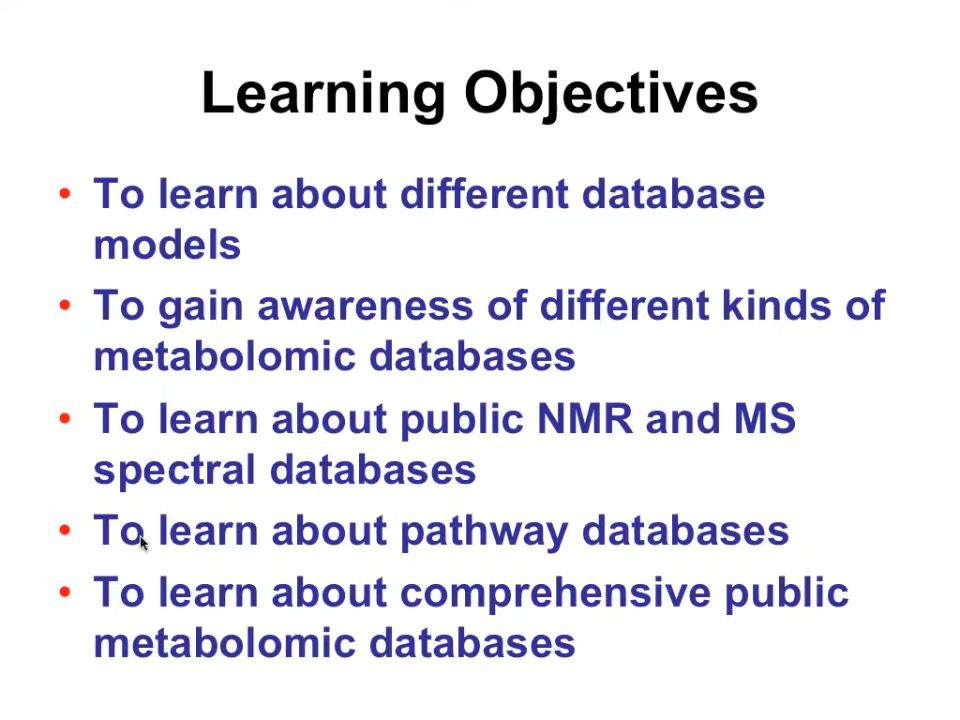 Learning Objectives
• To learn about different database
models
• To gain awareness of different kinds of
metabolomic databases
• To learn about public NMR and MS
spectral databases
• To learn about pathway databases
• To learn about comprehensive public
metabolomic databases